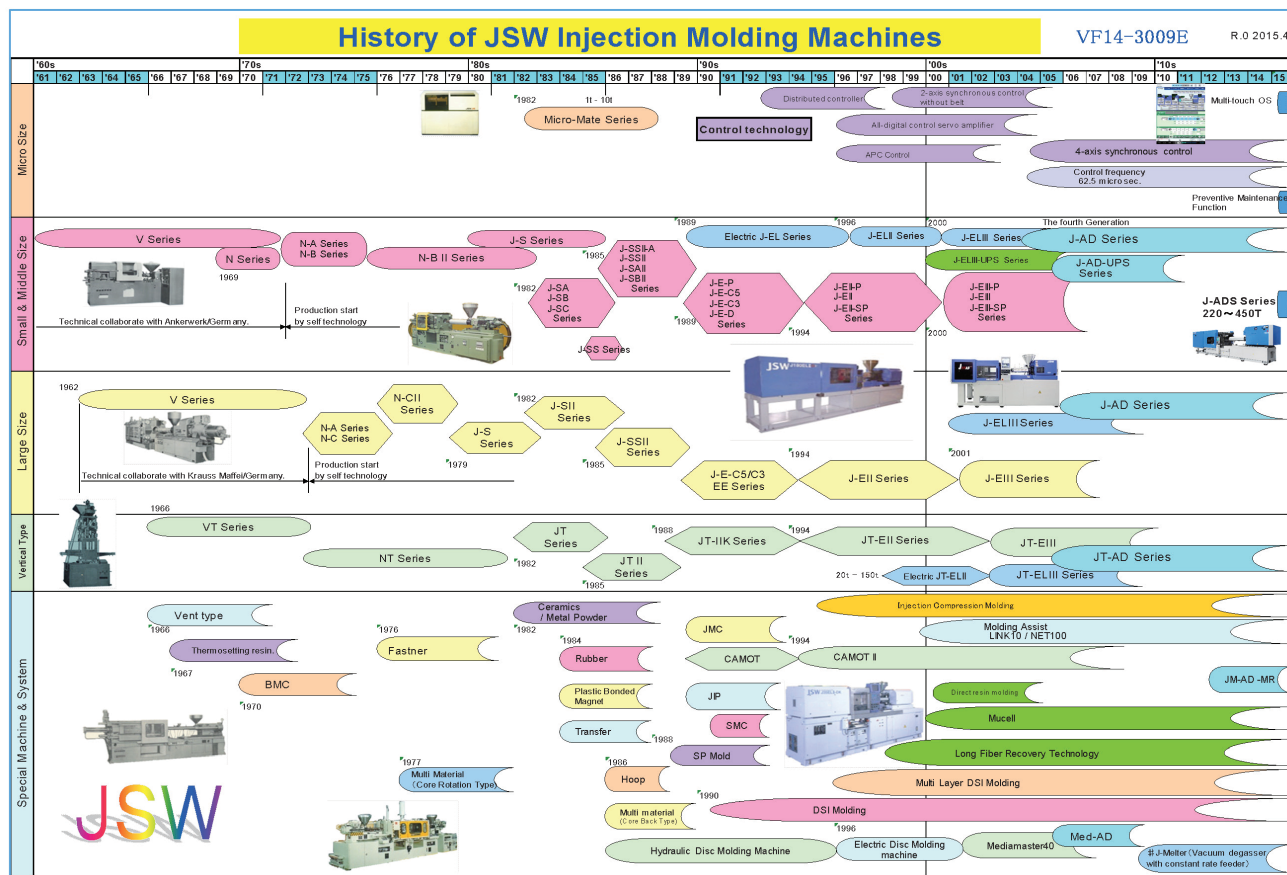 History of JSW Injection Molding Machines
VF14-3009E
R.0 2015.4
'60s
'70s
'80s
'90s
'00s
'10s
'61 '62 '63 '64 '65 '66 '67 '68 '69 '70 '71 '72 '73 '74 '75 '76 '77 '78 '79 '80 '81 '82 '83 '84 '85 '86 '87 '88 '89 '90 '91 '92 '93 '94 '95 '96 '97 '98 '99 '00 '01 '02 '03 '04 '05 '06 '07 '08 '09 '10 '11 '12 '13 '14 '15
Micro Size
1982
1t - 10t
Micro-Mate Series
Control technology
Distributed controller
2-axis synchronous control
without belt
All-digital control servo amplifier
APC Control
4-axis synchronous control
Control frequency
62.5 micro sec.
Multi-touch OS
Preventive Maintenance
Function
Small & Middle Size
V Series
N Series
1969
N-A Series
N-B Series
N-B II Series
J-S Series
1982
J-SA
J-SB
J-SC
Series
1985
J-SSII-A
J-SSII
J-SAII
J-SBII
Series
J-SS Series
1989
Electric J-EL Series
1996
J-ELII Series
2000
J-ELIII Series
The fourth Generation
J-AD Series
J-ELIII-UPS Series
J-AD-UPS
Series
J-E-P
J-E-C5
J-E-C3
J-E-D
Series
1989
J-EII-P
J-EII
J-EII-SP
Series
1994
J-EIII-P
J-EIII
J-EIII-SP
Series
2000
J-ADS Series
220～450T
Technical collaborate with Ankerwerk/Germany.
Production start
by self technology
Large Size
1962
V Series
N-A Series
N-C Series
N-CII
Series
J-S
Series
1979
1982
J-SII
Series
J-SSII
Series
1985
J-E-C5/C3
EE Series
1994
J-EII Series
2001
J-EIII Series
J-ELIII Series
J-AD Series
JSW
Technical collaborate with Krauss Maffei/Germany.
Production start
by self technology
Vertical Type
1966
VT Series
NT Series
JT
Series
1982
JT II
Series
1985
1988
JT-IIK Series
1994
JT-EII Series
JT-EIII
20t - 150t
Electric JT-ELII
JT-ELIII Series
JT-AD Series
Special Machine & System
Vent type
1966
Thermosetting resin.
1967
BMC
1970
1976
Fastner
1977
Multi Material
(Core Rotation Type)
Ceramics
/ Metal Powder
1982
1984
Rubber
Plastic Bonded
Magnet
Transfer
1986
Hoop
Multi material
(Core Back Type)
Hydraulic Disc Molding Machine
JMC
CAMOT
JIP
SMC
1988
SP Mold
1990
DSI Molding
1994
CAMOT II
Injection Compression Molding
Molding Assist
LINK10 / NET100
JM-AD -MR
Direct resin molding
Mucell
Long Fiber Recovery Technology
Multi Layer DSI Molding
1996
Electric Disc Molding
machine
Mediamaster40
Med-AD
#J-Melter(Vacuum degasser
with constant rate feeder)
JSW